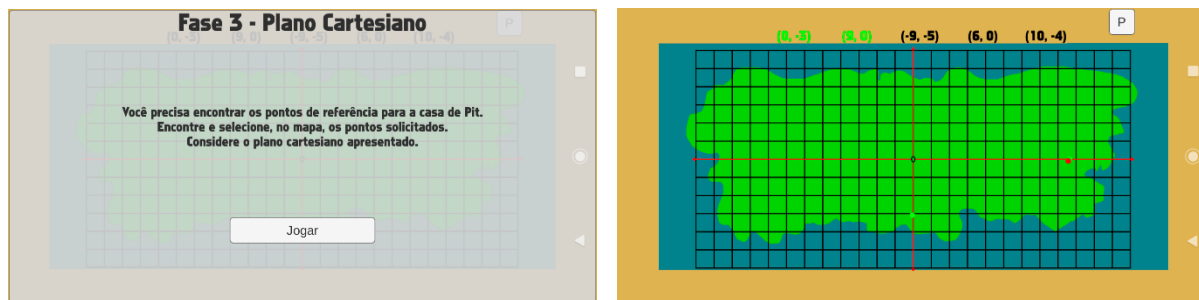 Fase 3 - Plano Cartesiano
P
(0, -3) (9, 0) (-9, -5) (6, 0) (10, -4)
Você precisa encontrar os pontos de referência para a casa de Pit.
Encontre e selecione, no mapa, os pontos solicitados.
Considere o plano cartesiano apresentado.
Jogar
P
(0, -3) (9, 0) (-9, -5) (6, 0) (10, -4)
0